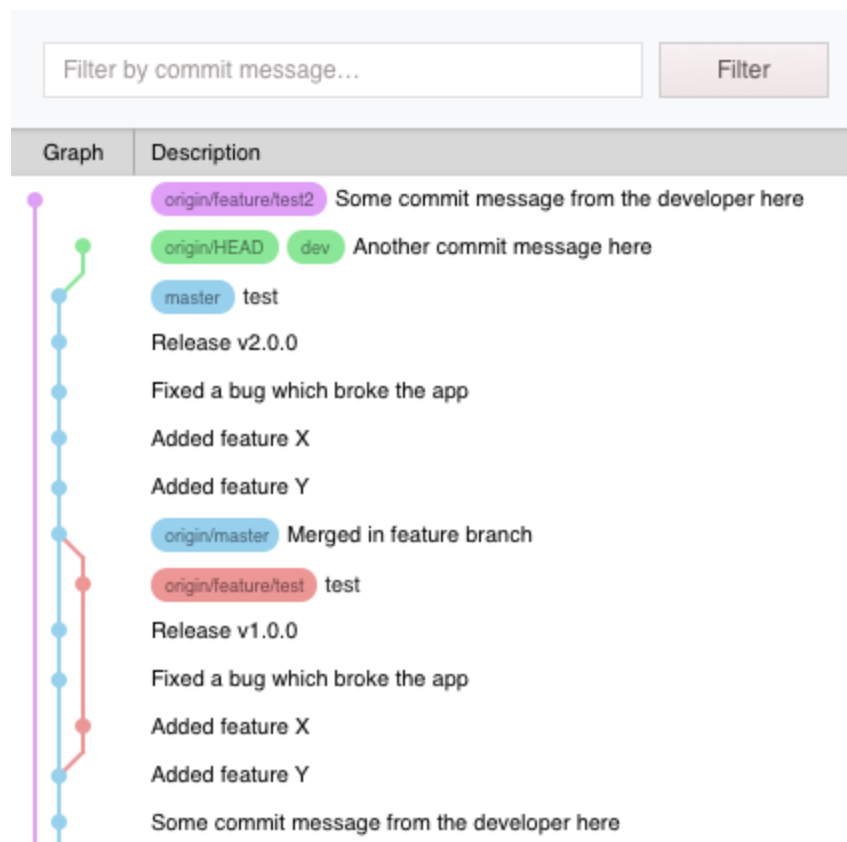 Filter by commit message...
Filter
Graph Description
origin/feature/test2 Some commit message from the developer here
origin/HEAD dev Another commit message here
master test
Release v2.0.0
Fixed a bug which broke the app
Added feature X
Added feature Y
origin/master Merged in feature branch
origin/feature/test test
Release v1.0.0
Fixed a bug which broke the app
Added feature X
Added feature Y
Some commit message from the developer here